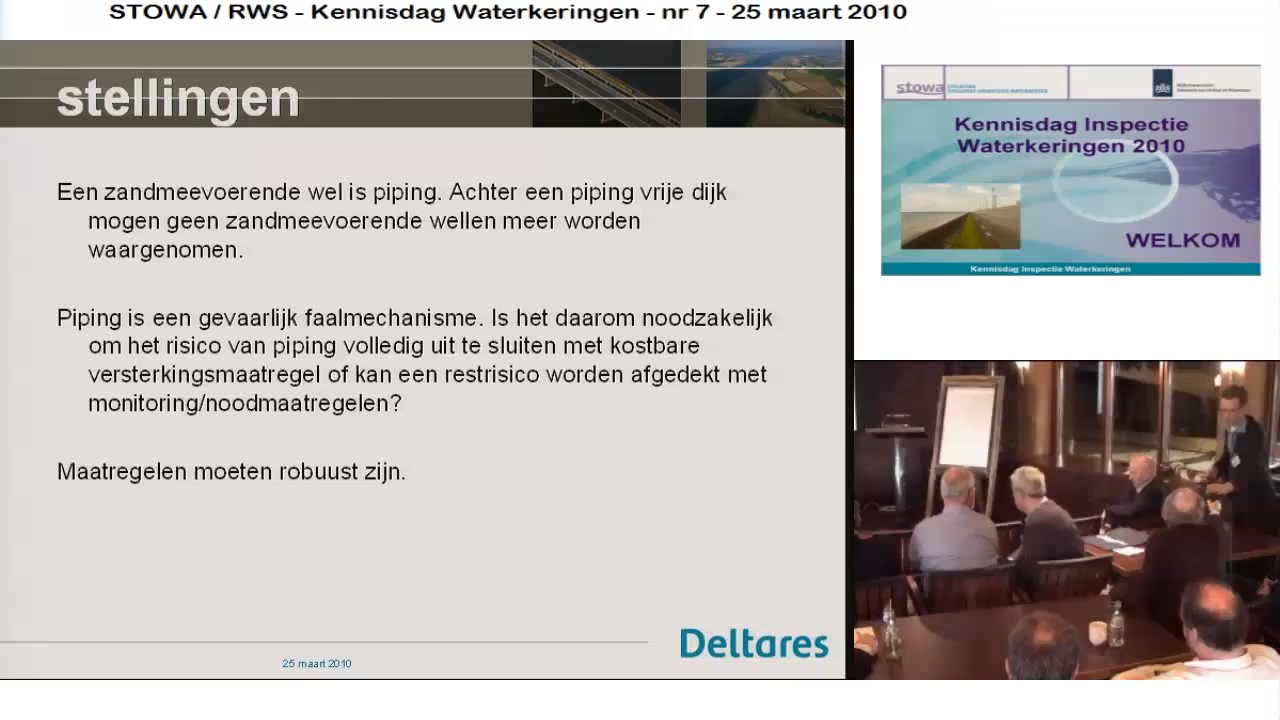 STOWA / RWS - Kennisdag Waterkeringen - nr 7 - 25 maart 2010
stellingen
Een zandmeevoerende wel is piping. Achter een piping vrije dijk
mogen geen zandmeevoerende wellen meer worden
waargenomen.
Piping is een gevaarlijk faalmechanisme. Is het daarom noodzakelijk
om het risico van piping volledig uit te sluiten met kostbare
versterkingsmaatregel of kan een restrisico worden afgedekt met
monitoring/noodmaatregelen?
Maatregelen moeten robuust zijn.
Deltares
25 maart 2010
stowa
Kennisdag Inspectie
Waterkeringen 2010
WELKOM
Kennisdag Inspectie Waterkeringen